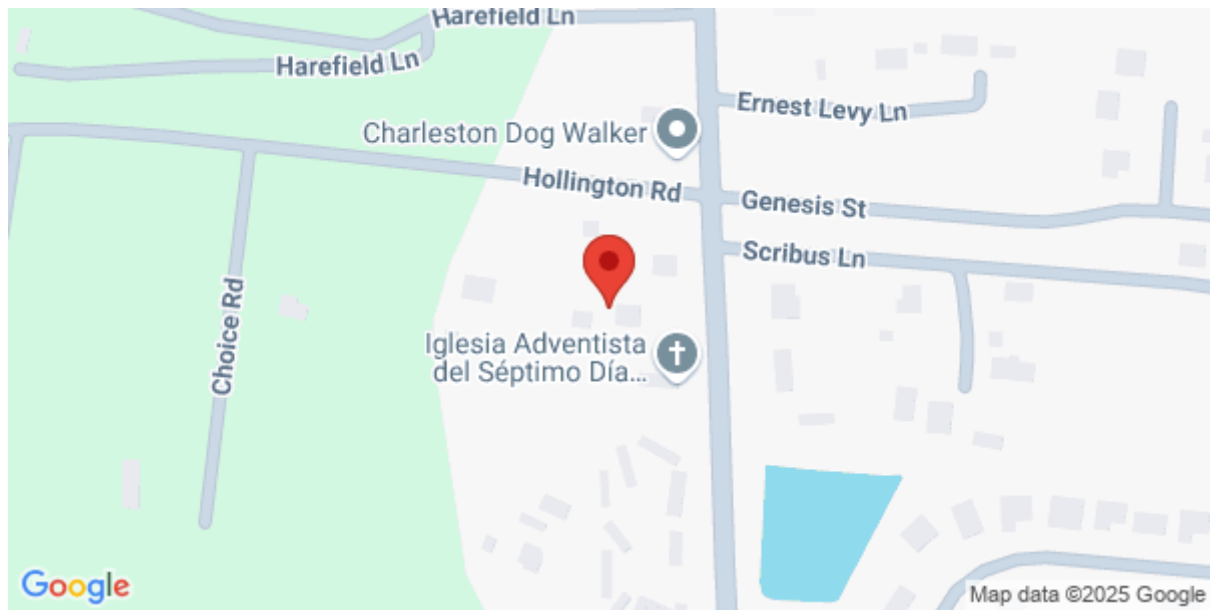 Harefield Ln
Harefield Ln
Ernest Levy Ln
Charleston Dog Walker
Hollington Rd
Genesis St
Scribus Ln
Choice Rd
Iglesia Adventista
del Séptimo Día...
Google
Map data ©2025 Google